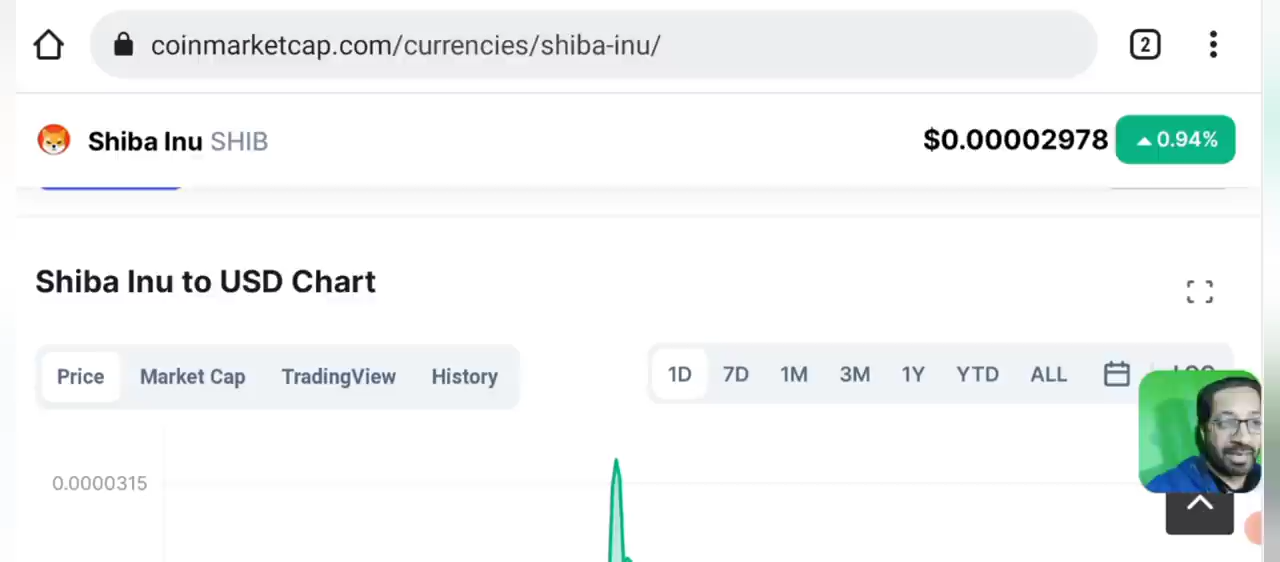 coinmarketcap.com/currencies/shiba-inu/
2
Shiba Inu SHIB
$0.00002978
0.94%
Shiba Inu to USD Chart
Price Market Cap TradingView History
1D 7D 1M 3M 1Y YTD ALL
0.0000315